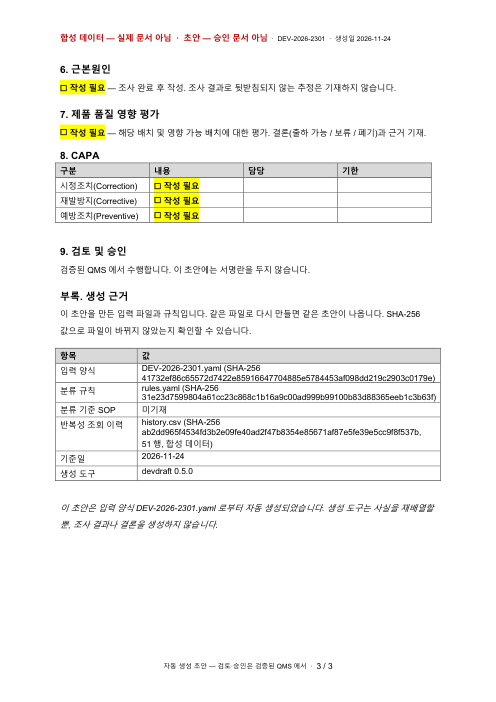 합성 데이터 — 실제 문서 아님 · 초안 — 승인 문서 아님 · DEV-2026-2301 · 생성일 2026-11-24
6. 근본원인
☐ 작성 필요 — 조사 완료 후 작성. 조사 결과로 뒷받침되지 않는 추정은 기재하지 않습니다.
7. 제품 품질 영향 평가
☐ 작성 필요 — 해당 배치 및 영향 가능 배치에 대한 평가. 결론(출하 가능 / 보류 / 폐기)과 근거 기재.
8. CAPA
구분 내용 담당 기한
시정조치(Correction) ☐ 작성 필요
재발방지(Corrective) ☐ 작성 필요
예방조치(Preventive) ☐ 작성 필요
9. 검토 및 승인
검증된 QMS 에서 수행합니다. 이 초안에는 서명란을 두지 않습니다.
부록. 생성 근거
이 초안을 만든 입력 파일과 규칙입니다. 같은 파일로 다시 만들면 같은 초안이 나옵니다. SHA-256
값으로 파일이 바뀌지 않았는지 확인할 수 있습니다.
항목 값
입력 양식 DEV-2026-2301.yaml (SHA-256
41732ef86c65572d7422e85916647704885e5784453af098dd219c2903c0179e)
분류 규칙 rules.yaml (SHA-256
31e23d7599804a61cc23c868c1b16a9c00ad999b99100b83d88365eeb1c3b63f)
분류 기준 SOP 미기재
반복성 조회 이력 history.csv (SHA-256
ab2dd965f4534fd3b2e09fe40ad2f47b8354e85671af87e5fe39e5cc9f8f537b,
51 행, 합성 데이터)
기준일 2026-11-24
생성 도구 devdraft 0.5.0
이 초안은 입력 양식 DEV-2026-2301.yaml 로부터 자동 생성되었습니다. 생성 도구는 사실을 재배열할
뿐, 조사 결과나 결론을 생성하지 않습니다.
자동 생성 초안 — 검토·승인은 검증된 QMS 에서 · 3 / 3